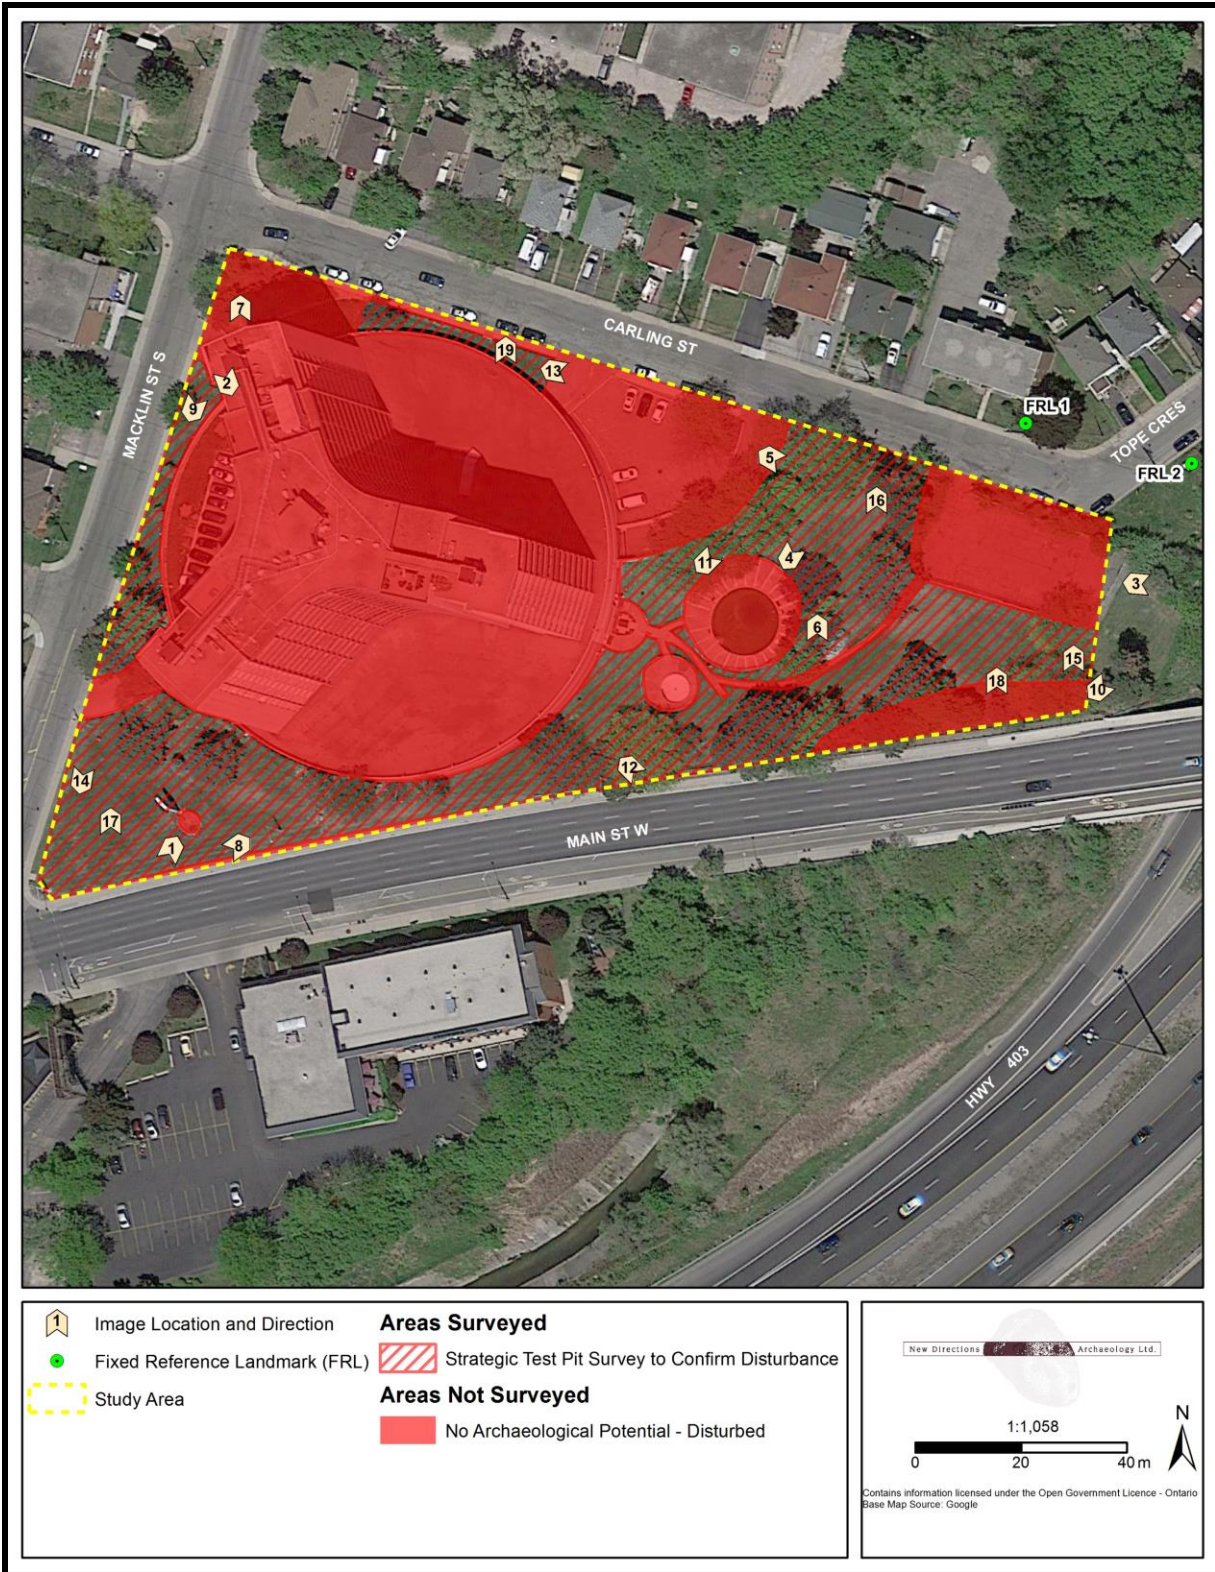 7
CARLING ST
19
13
2
9
MACKLIN ST S
FRL 1
TOPE CRES
FRL 2
5
16
11
4
3
6
15
18
10
12
14
17
1
8
MAIN ST W
HWY 403
1 Image Location and Direction
Fixed Reference Landmark (FRL)
Study Area
Areas Surveyed
Strategic Test Pit Survey to Confirm Disturbance
Areas Not Surveyed
No Archaeological Potential - Disturbed
New Directions Archaeology Ltd.
1:1,058
N
0 20 40 m
Contains information licensed under the Open Government Licence - Ontario
Base Map Source: Google